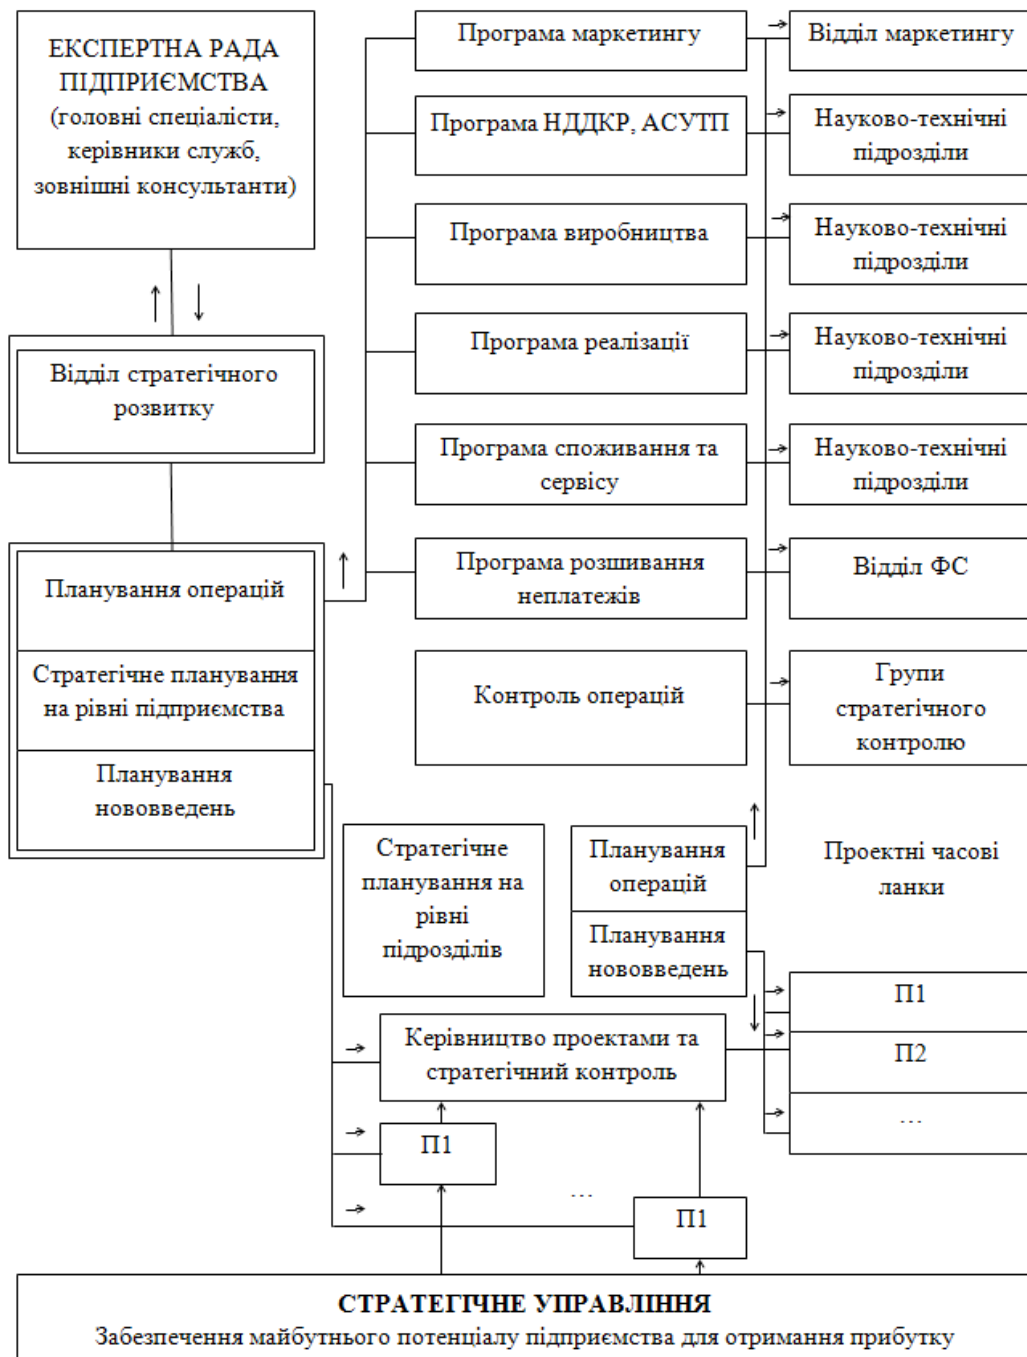 ЕКСПЕРТНА РАДА
ПІДПРИЄМСТВА
(головні спеціалісти,
керівники служб,
зовнішні консультанти)
Відділ стратегічного
розвитку
Планування операцій
Стратегічне планування
на рівні підприємства
Планування
нововведень
Програма маркетингу
Програма НДДКР, АСУТП
Програма виробництва
Програма реалізації
Програма споживання та
сервісу
Програма розшивання
неплатежів
Контроль операцій
Відділ маркетингу
Науково-технічні
підрозділи
Науково-технічні
підрозділи
Науково-технічні
підрозділи
Науково-технічні
підрозділи
Відділ ФС
Групи
стратегічного
контролю
Стратегічне
планування на
рівні
підрозділів
Планування
операцій
Планування
нововведень
Проектні часові
ланки
П1
П2
...
Керівництво проектами та
стратегічний контроль
П1
...
П1
СТРАТЕГІЧНЕ УПРАВЛІННЯ
Забезпечення майбутнього потенціалу підприємства для отримання прибутку